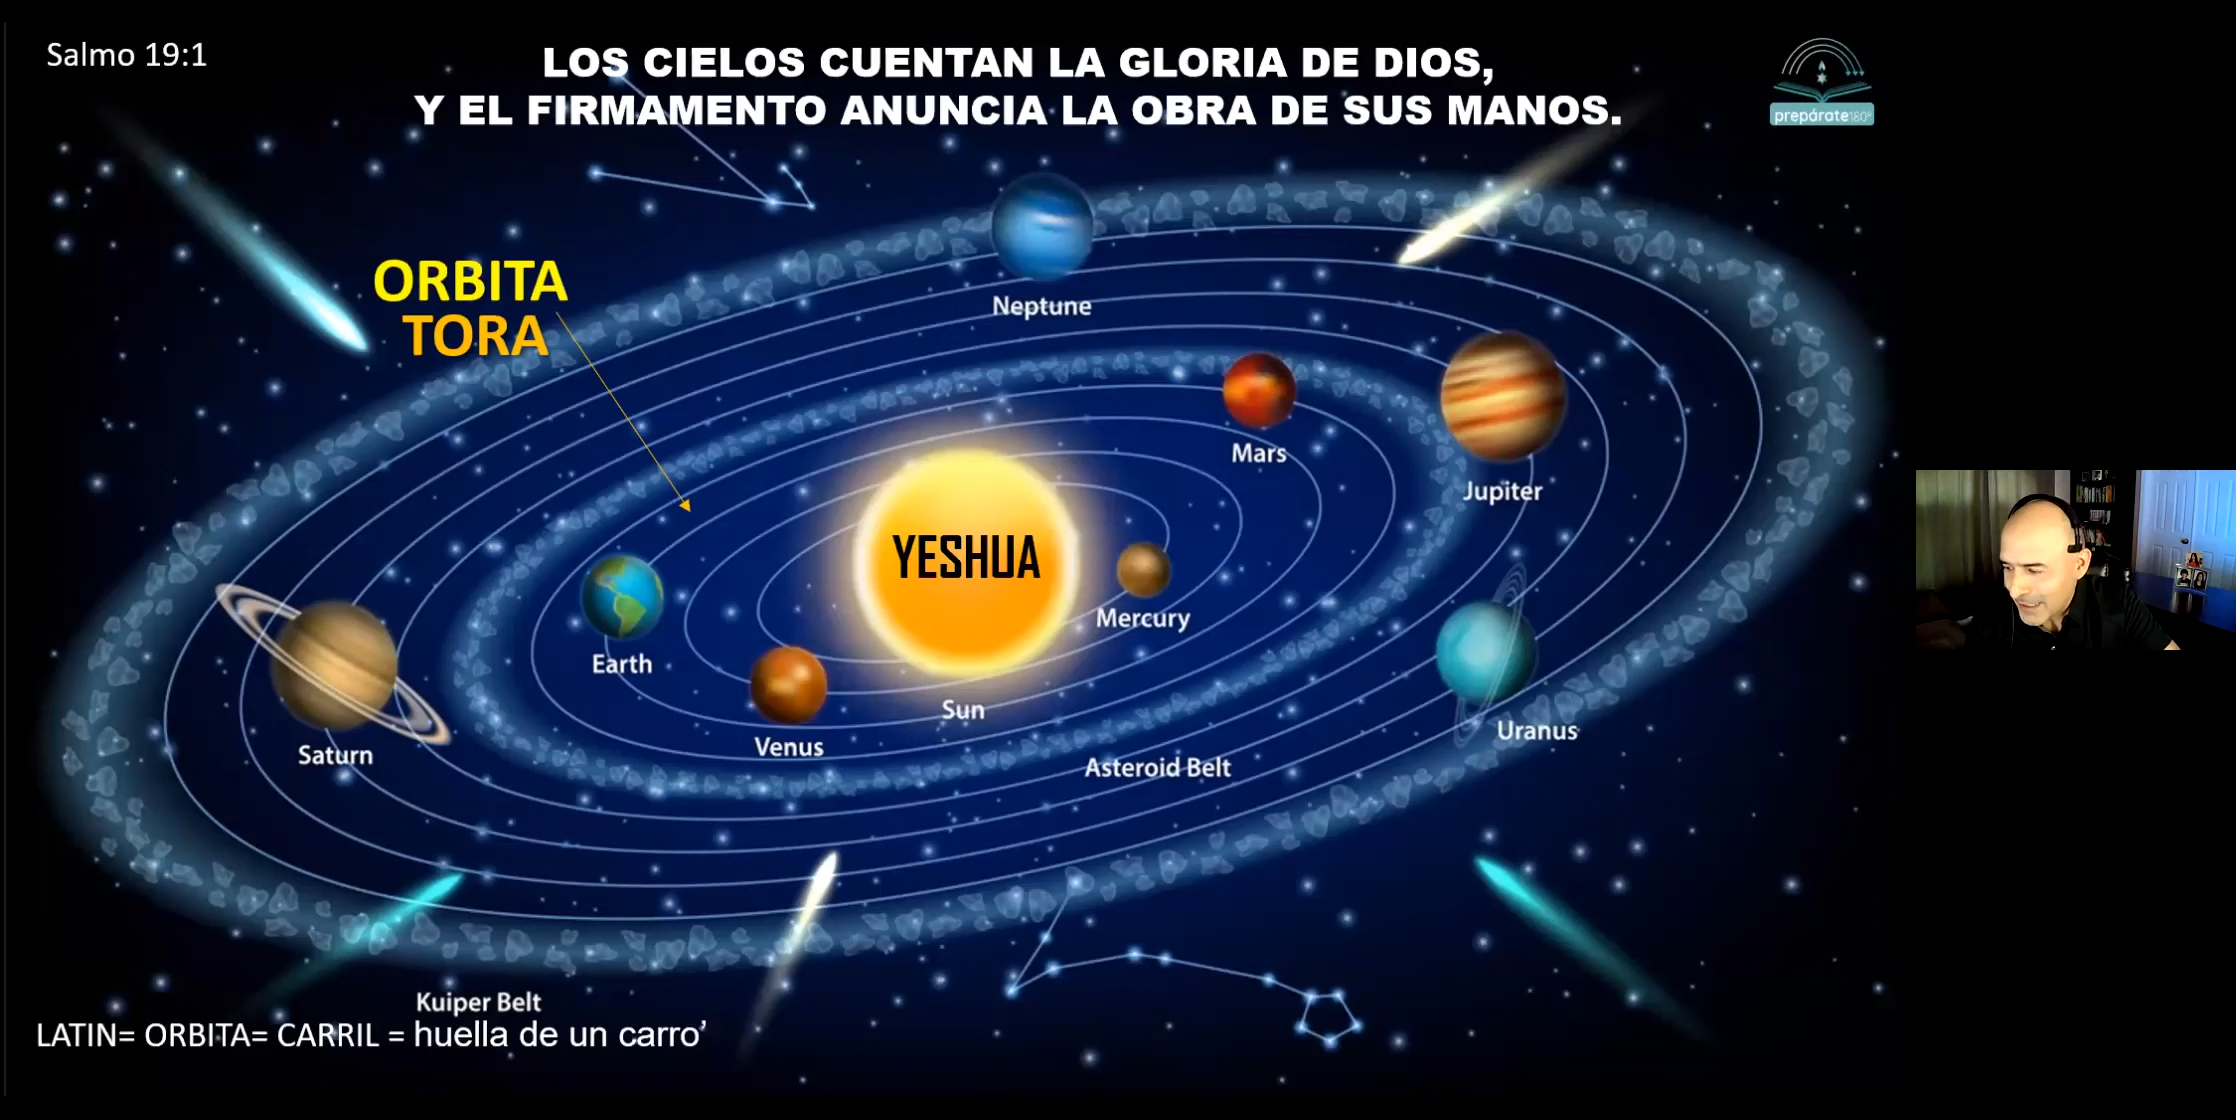 Salmo 19:1
LOS CIELOS CUENTAN LA GLORIA DE DIOS,
Y EL FIRMAMENTO ANUNCIA LA OBRA DE SUS MANOS.
prepárate180°
ORBITA
TORA
Neptune
Mars
Jupiter
YESHUA
Mercury
Earth
Sun
Venus
Saturn
Uranus
Asteroid Belt
Kuiper Belt
LATIN= ORBITA= CARRIL = huella de un carro’